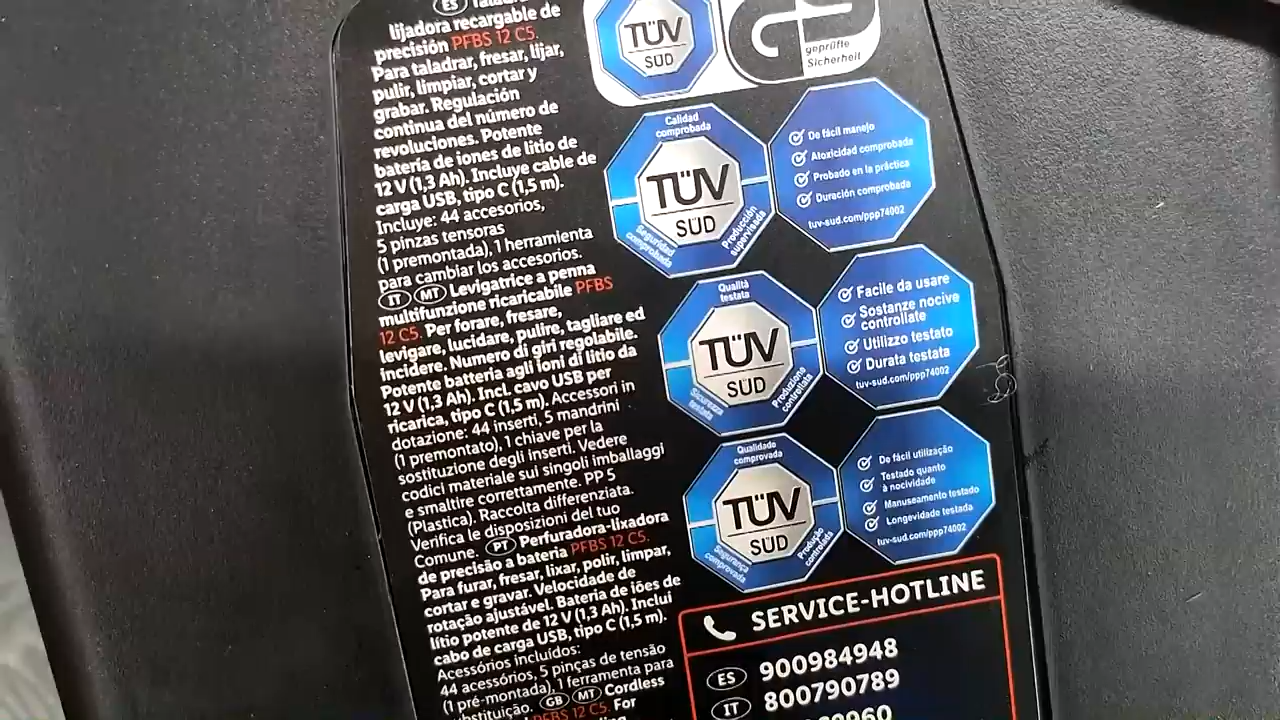 ES
lijadora recargable de
precisión PFBS 12 C5.
Para taladrar, fresar, lijar,
pulir, limpiar, cortar y
grabar. Regulación
continua del número de
revoluciones. Potente
batería de iones de litio de
12 V (1,3 Ah). Incluye cable de
carga USB, tipo C (1,5 m).
Incluye: 44 accesorios,
5 pinzas tensoras
(1 premontada), 1 herramienta
para cambiar los accesorios.
IT MT Levigatrice a penna
multifunzione ricaricabile PFBS
12 C5. Per forare, fresare,
levigare, lucidare, pulire, tagliare ed
incidere. Numero di giri regolabile.
Potente batteria agli ioni di litio da
12 V (1,3 Ah). Incl. cavo USB per
ricarica, tipo C (1,5 m). Accessori in
dotazione: 44 inserti, 5 mandrini
(1 premontato), 1 chiave per la
sostituzione degli inserti. Vedere
codici materiale sui singoli imballaggi
e smaltire correttamente. PP 5
(Plastica). Raccolta differenziata.
Verifica le disposizioni del tuo
Comune. PT Perfuradora-lixadora
de precisão a bateria PFBS 12 C5.
Para furar, fresar, lixar, polir, limpar,
cortar e gravar. Velocidade de
rotação ajustável. Bateria de iões de
lítio potente de 12 V (1,3 Ah). Inclui
cabo de carga USB, tipo C (1,5 m).
Acessórios incluídos:
44 acessórios, 5 pinças de tensão
(1 pré-montada), 1 ferramenta para
substituição. GB MT Cordless
PFBS 12 C5. For
TÜV
SÜD
geprüfte
Sicherheit
Calidad
comprobada
TÜV
SÜD
Seguridad
comprobada
Producción
supervisada
De fácil manejo
Atoxicidad comprobada
Probado en la práctica
Duración comprobada
tuv-sud.com/ppp74002
Qualità
testata
TÜV
SÜD
Sicurezza
testata
Produzione
controllata
Facile da usare
Sostanze nocive
controllate
Utilizzo testato
Durata testata
tuv-sud.com/ppp74002
Qualidade
comprovada
TÜV
SÜD
Segurança
comprovada
Produção
controlada
De fácil utilização
Testado quanto
à nocividade
Manuseamento testado
Longevidade testada
tuv-sud.com/ppp74002
SERVICE-HOTLINE
ES 900984948
IT 800790789